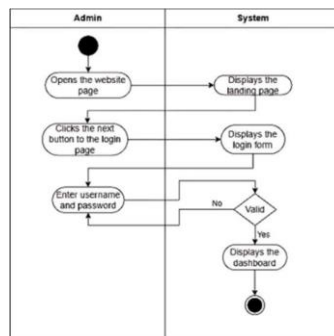 Admin
System
Opens the website
page
Displays the
landing page
Clicks the next
button to the login
page
Displays the
login form
Enter username
and password
No
Valid
Yes
Displays the
dashboard